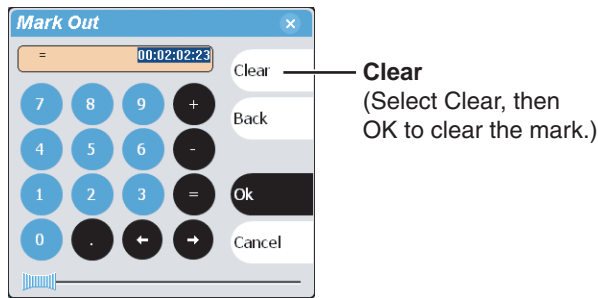 Mark Out ×
= 00:02:02:23
Clear
7 8 9 +
Back
4 5 6 -
1 2 3 =
Ok
0 . ← →
Cancel
Clear
(Select Clear, then
OK to clear the mark.)